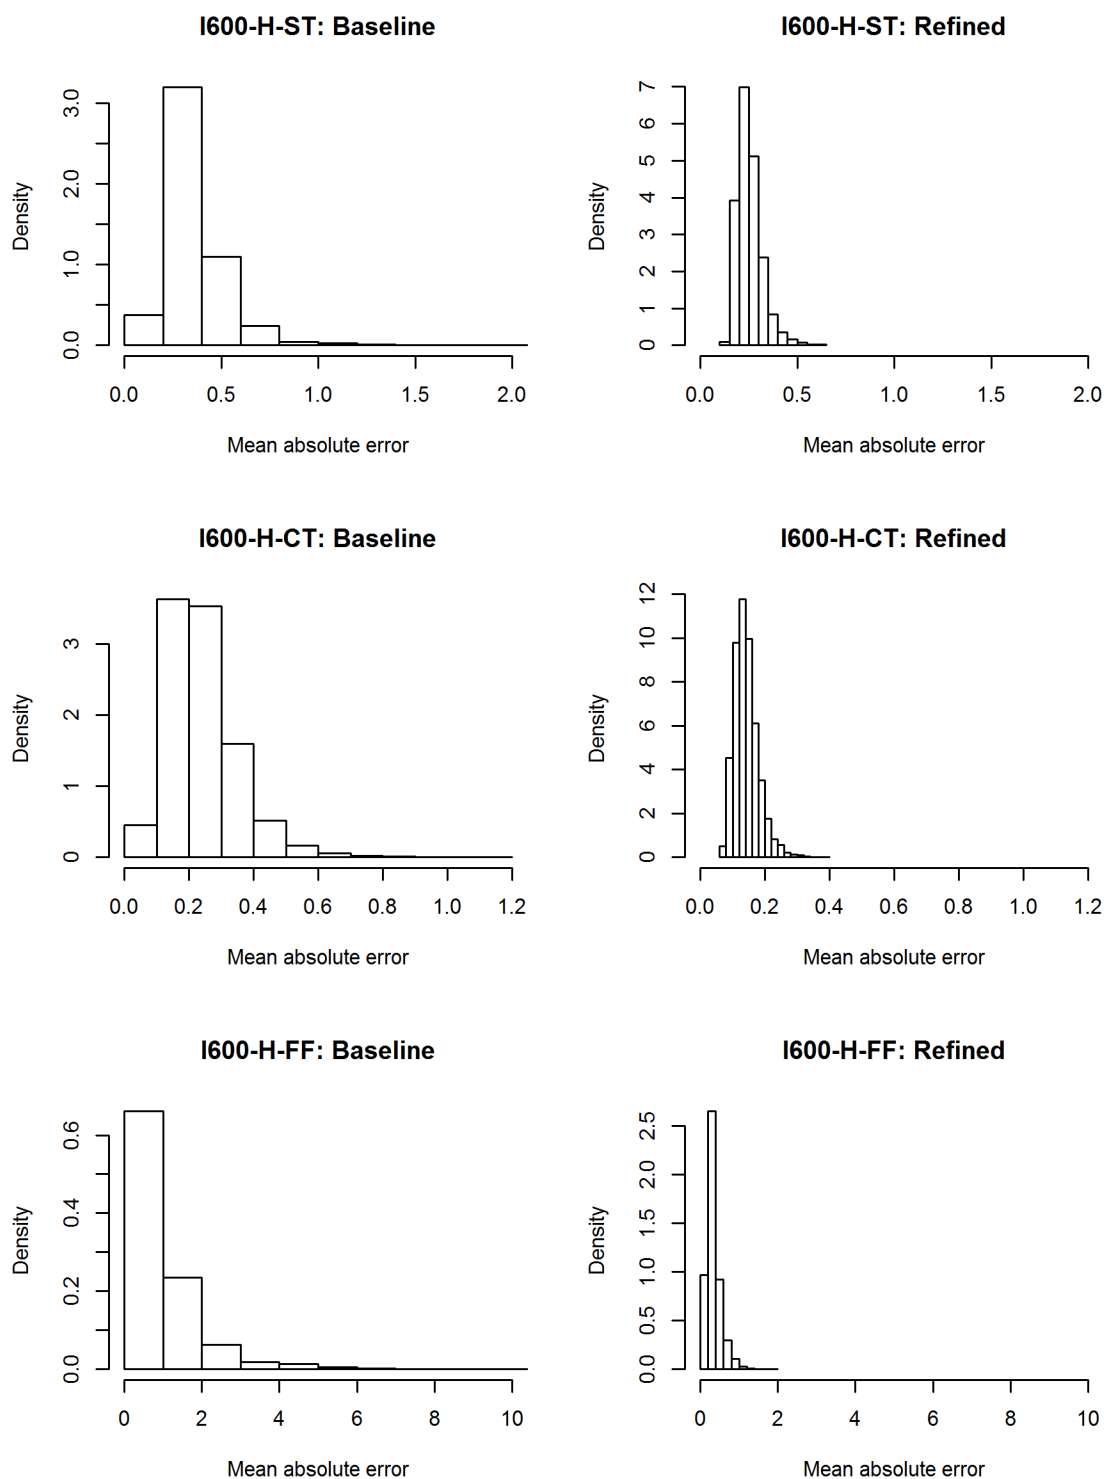 I600-H-ST: Baseline
Density
0.0 1.0 2.0 3.0
0.0 0.5 1.0 1.5 2.0
Mean absolute error
I600-H-ST: Refined
Density
0 1 2 3 4 5 6 7
0.0 0.5 1.0 1.5 2.0
Mean absolute error
I600-H-CT: Baseline
Density
0 1 2 3
0.0 0.2 0.4 0.6 0.8 1.0 1.2
Mean absolute error
I600-H-CT: Refined
Density
0 2 4 6 8 10 12
0.0 0.2 0.4 0.6 0.8 1.0 1.2
Mean absolute error
I600-H-FF: Baseline
Density
0.0 0.2 0.4 0.6
0 2 4 6 8 10
Mean absolute error
I600-H-FF: Refined
Density
0.0 0.5 1.0 1.5 2.0 2.5
0 2 4 6 8 10
Mean absolute error